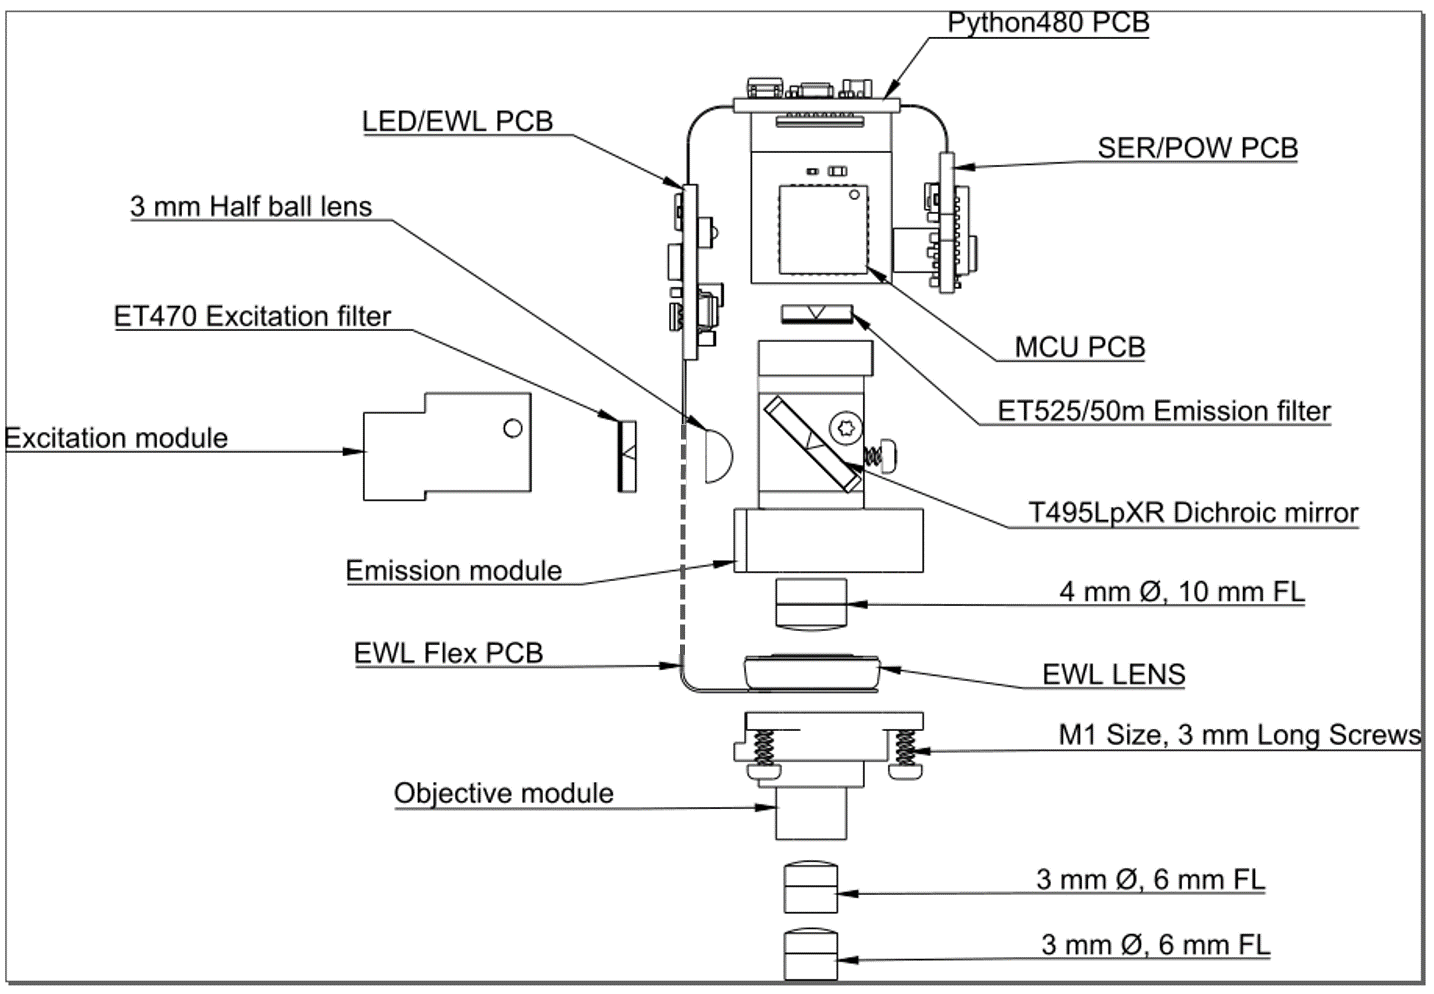 Python480 PCB
LED/EWL PCB
SER/POW PCB
3 mm Half ball lens
ET470 Excitation filter
MCU PCB
ET525/50m Emission filter
Excitation module
T495LpXR Dichroic mirror
Emission module
4 mm Ø, 10 mm FL
EWL Flex PCB
EWL LENS
M1 Size, 3 mm Long Screws
Objective module
3 mm Ø, 6 mm FL
3 mm Ø, 6 mm FL